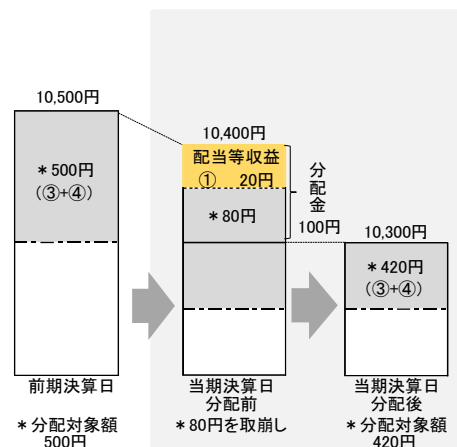 10,500円
＊500円
（③+④）
前期決算日
＊分配対象額
500円
10,400円
配当等収益
① 20円
＊80円
分配金
100円
当期決算日
分配前
＊80円を取崩し
10,300円
＊420円
（③+④）
当期決算日
分配後
＊分配対象額
420円